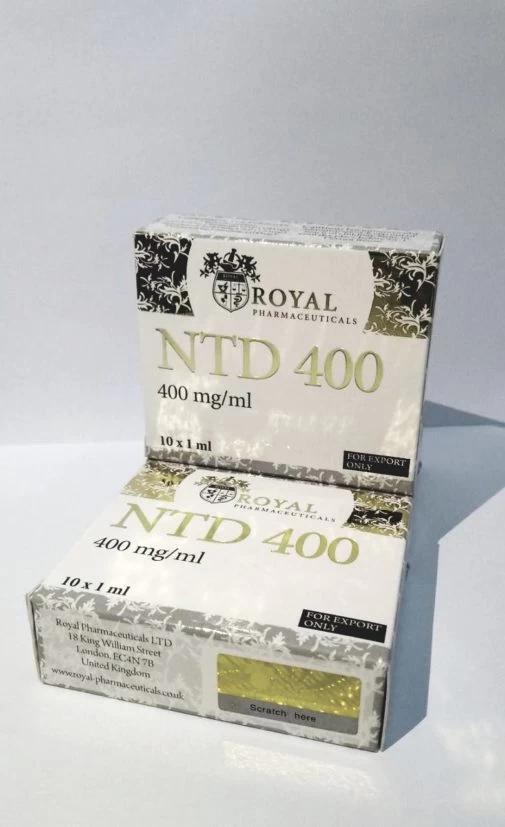 ROYAL
PHARMACEUTICALS
NTD 400
400 mg/ml
10 x 1 ml
FOR EXPORT
ONLY
ROYAL
PHARMACEUTICALS
NTD 400
400 mg/ml
10 x 1 ml
FOR EXPORT
ONLY
Royal Pharmaceuticals LTD
18 King William Street
London, EC4N 7B
United Kingdom
www.royal-pharmaceuticals.co.uk
Scratch here